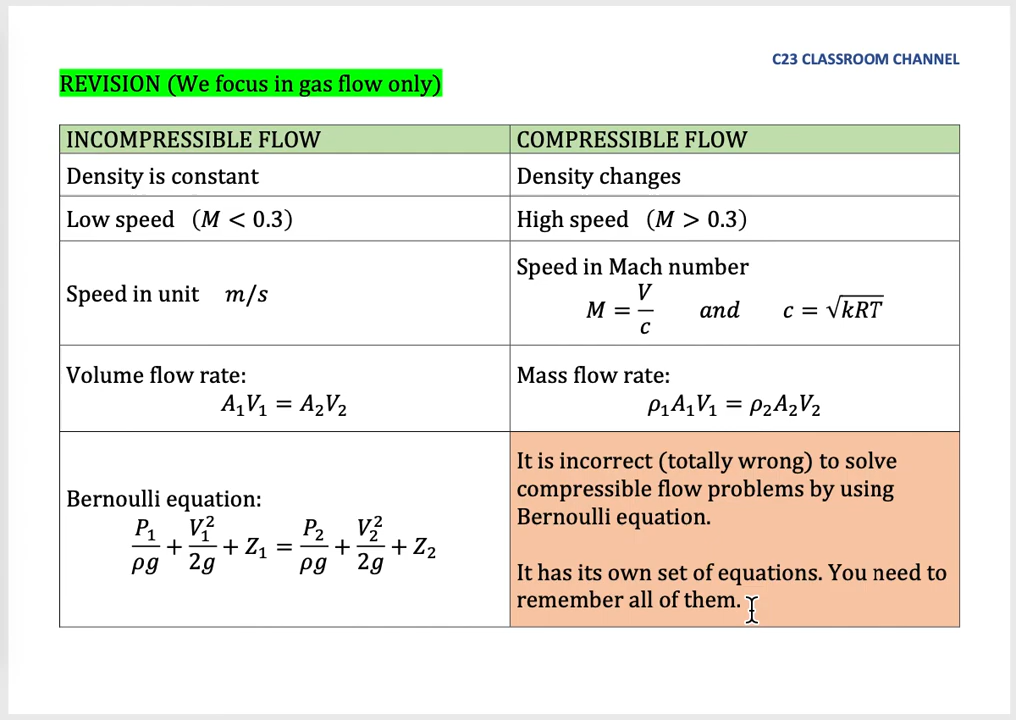 C23 CLASSROOM CHANNEL
REVISION (We focus in gas flow only)
INCOMPRESSIBLE FLOW
COMPRESSIBLE FLOW
Density is constant
Density changes
Low speed (M < 0.3)
High speed (M > 0.3)
Speed in unit m/s
Speed in Mach number
M = V/c and c = √kRT
Volume flow rate:
A₁V₁ = A₂V₂
Mass flow rate:
ρ₁A₁V₁ = ρ₂A₂V₂
Bernoulli equation:
P₁/ρg + V₁²/2g + Z₁ = P₂/ρg + V₂²/2g + Z₂
It is incorrect (totally wrong) to solve
compressible flow problems by using
Bernoulli equation.
It has its own set of equations. You need to
remember all of them.